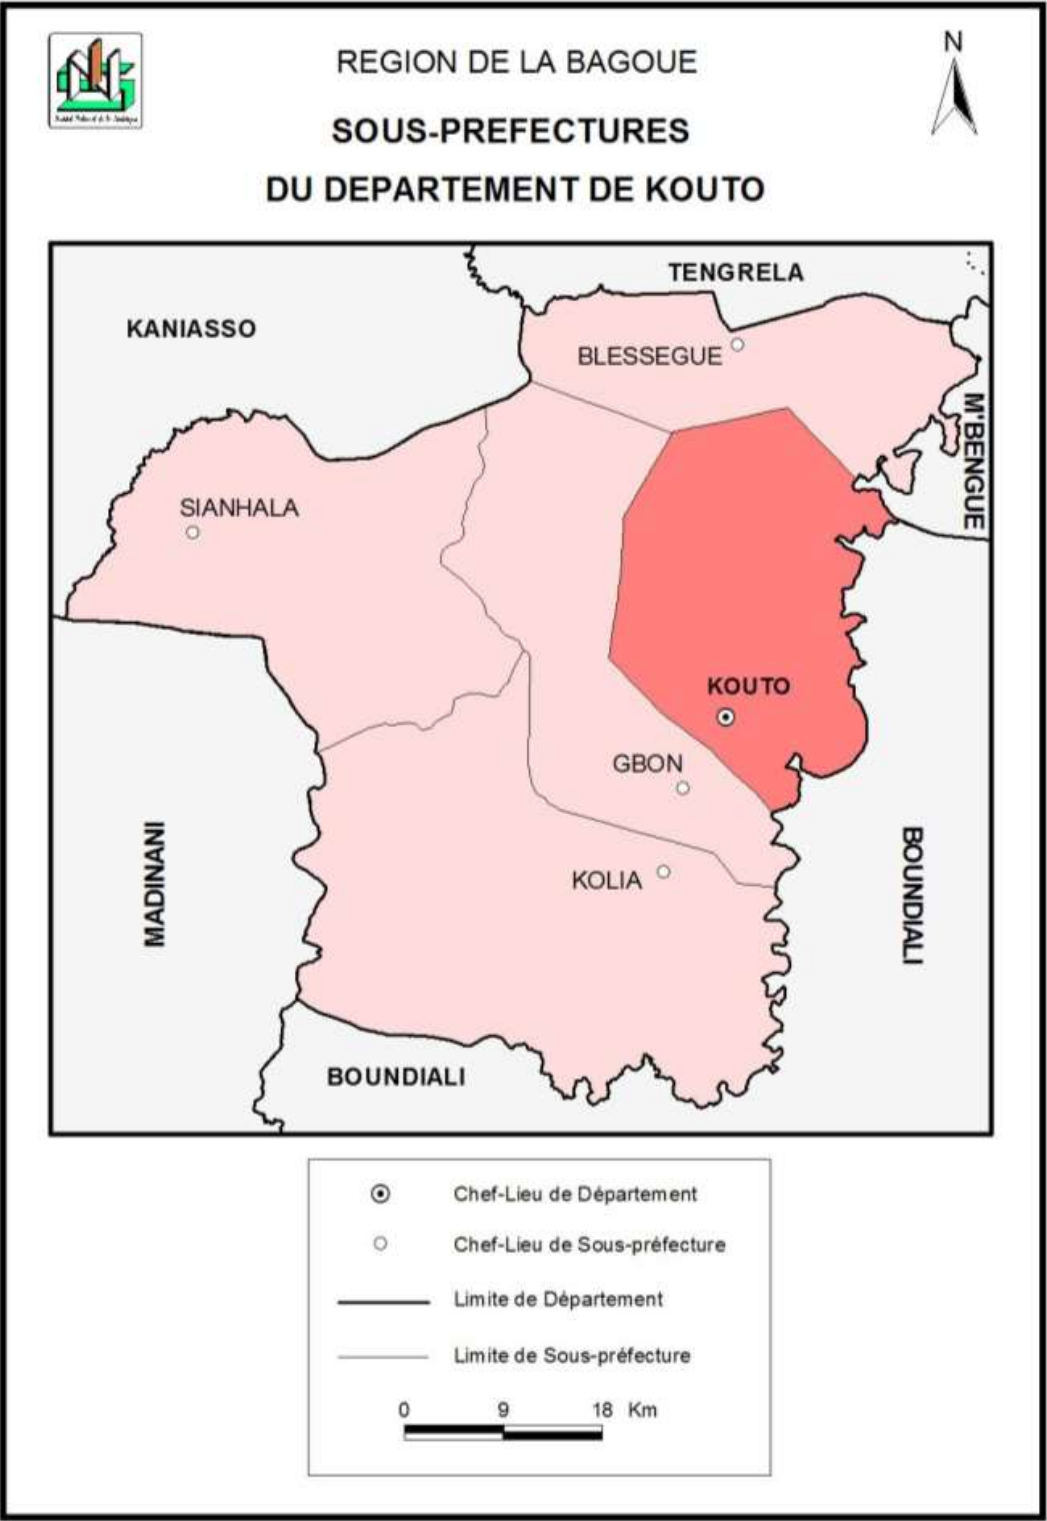 REGION DE LA BAGOUE
N
SOUS-PREFECTURES
DU DEPARTEMENT DE KOUTO
TENGRELA
KANIASSO
BLESSEGUE
M'BENGUE
SIANHALA
KOUTO
GBON
MADINANI
BOUNDIALI
KOLIA
BOUNDIALI
Chef-Lieu de Département
Chef-Lieu de Sous-préfecture
Limite de Département
Limite de Sous-préfecture
0 9 18 Km